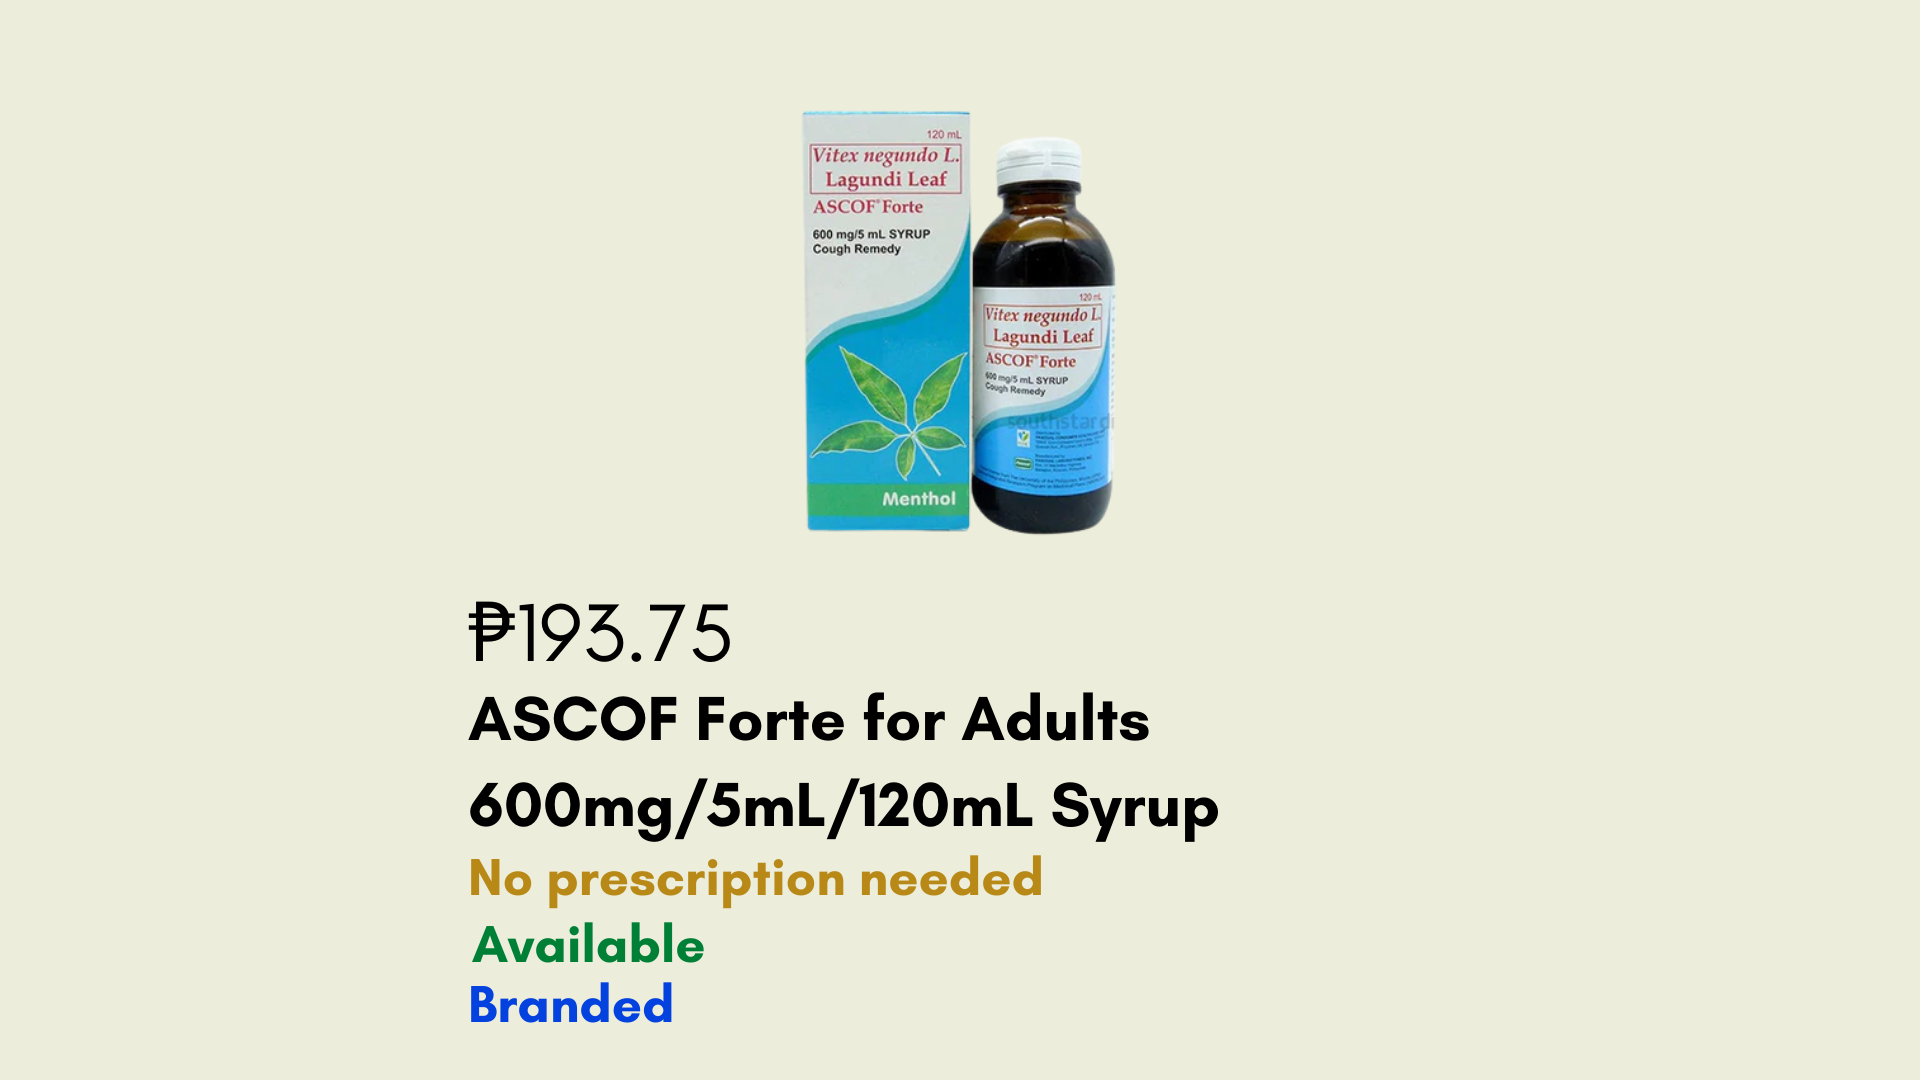 120 mL
Vitex negundo L.
Lagundi Leaf
ASCOF® Forte
600 mg/5 mL SYRUP
Cough Remedy
Menthol
120 mL
Vitex negundo L.
Lagundi Leaf
ASCOF® Forte
600 mg/5 mL SYRUP
Cough Remedy
southstard
₱193.75
ASCOF Forte for Adults
600mg/5mL/120mL Syrup
No prescription needed
Available
Branded